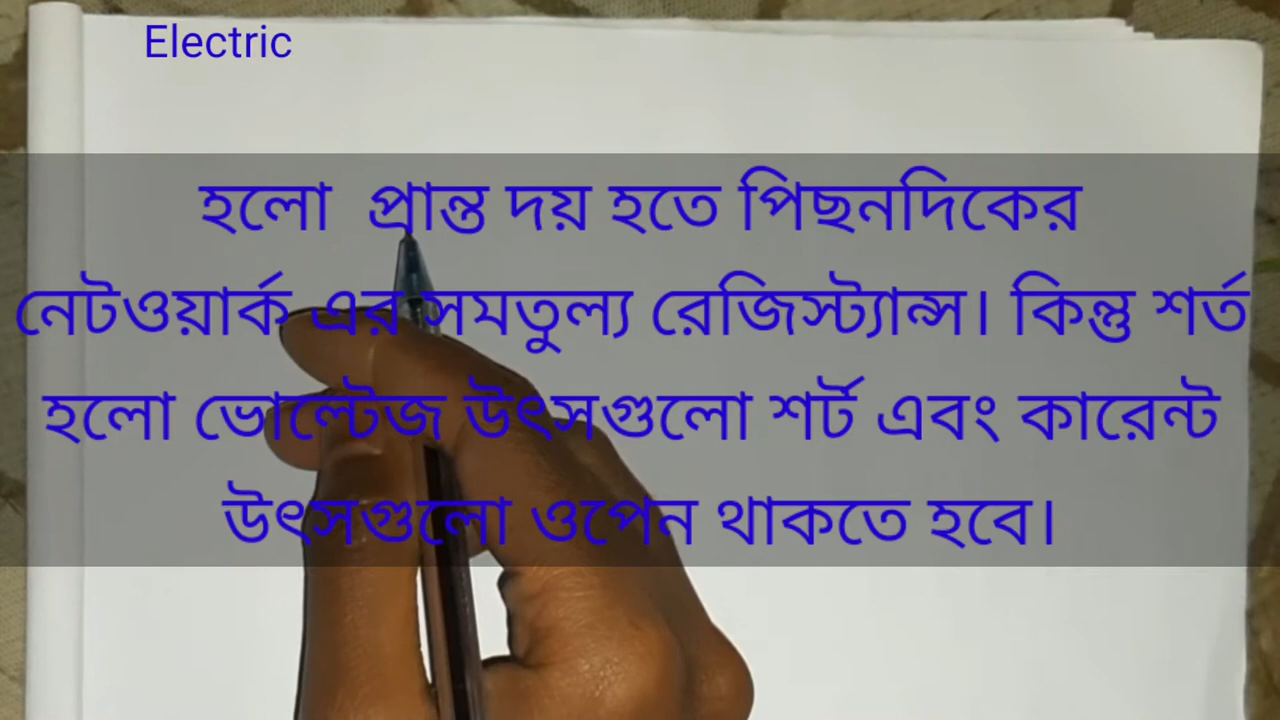 Electric
হলো প্রান্ত দয় হতে পিছনদিকের
নেটওয়ার্ক এর সমতুল্য রেজিস্ট্যান্স। কিন্তু শর্ত
হলো ভোল্টেজ উৎসগুলো শর্ট এবং কারেন্ট
উৎসগুলো ওপেন থাকতে হবে।